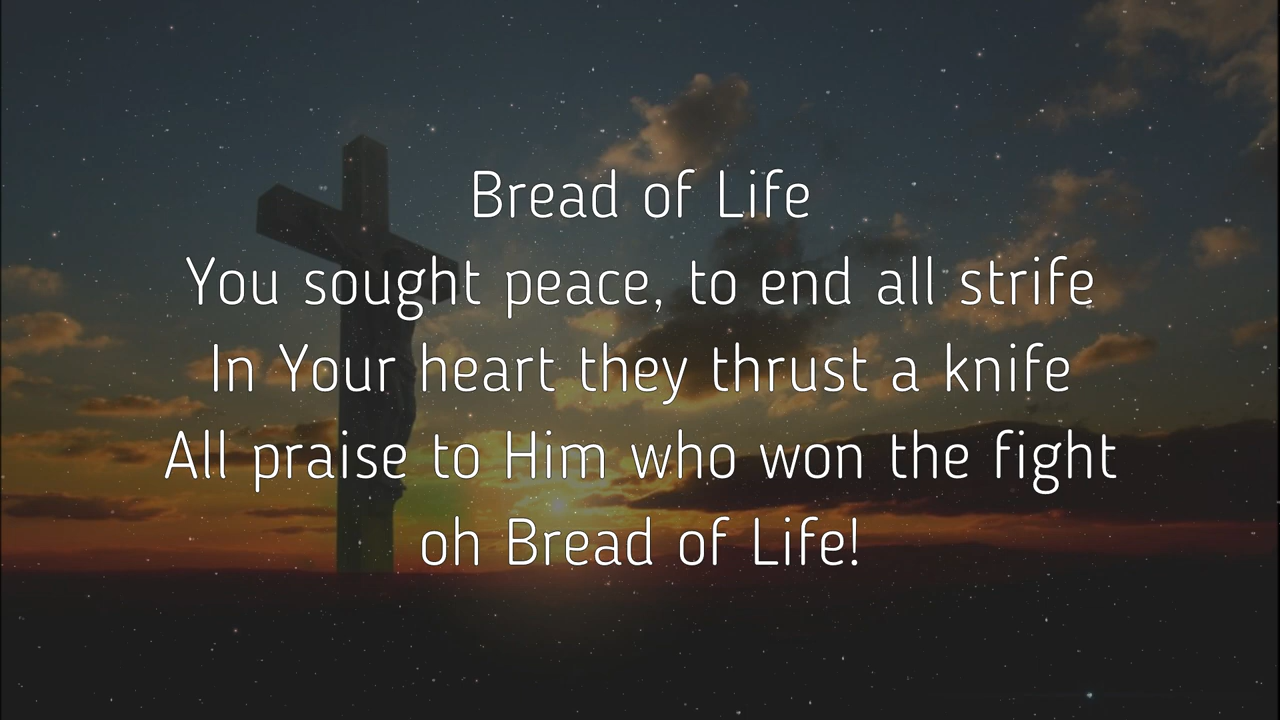 Bread of Life
You sought peace, to end all strife
In Your heart they thrust a knife
All praise to Him who won the fight
oh Bread of Life!